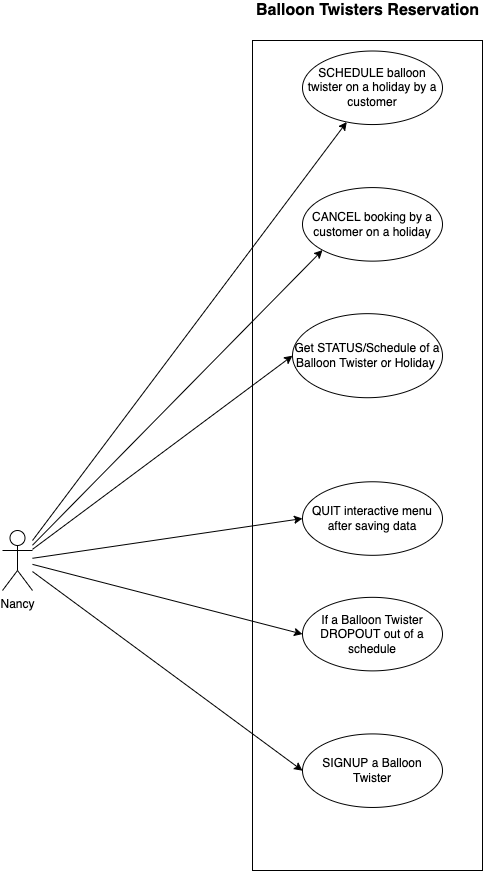 Balloon Twisters Reservation
SCHEDULE balloon
twister on a holiday by a
customer
CANCEL booking by a
customer on a holiday
Get STATUS/Schedule of a
Balloon Twister or Holiday
QUIT interactive menu
after saving data
Nancy
If a Balloon Twister
DROPOUT out of a
schedule
SIGNUP a Balloon
Twister